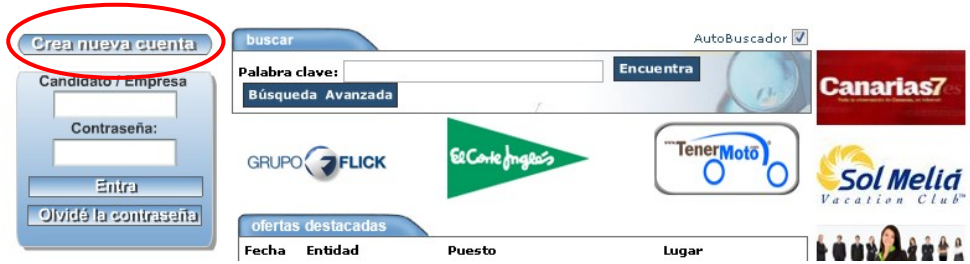 Crea nueva cuenta
Candidato / Empresa
Contraseña:
Entra
Olvidé la contraseña
buscar
AutoBuscador
Palabra clave:
Encuentra
Búsqueda Avanzada
GRUPO FLICK
El Corte Inglés
TenerMoto
ofertas destacadas
Fecha Entidad Puesto Lugar
Canarias7.es
Sol Meliá
Vacation Club